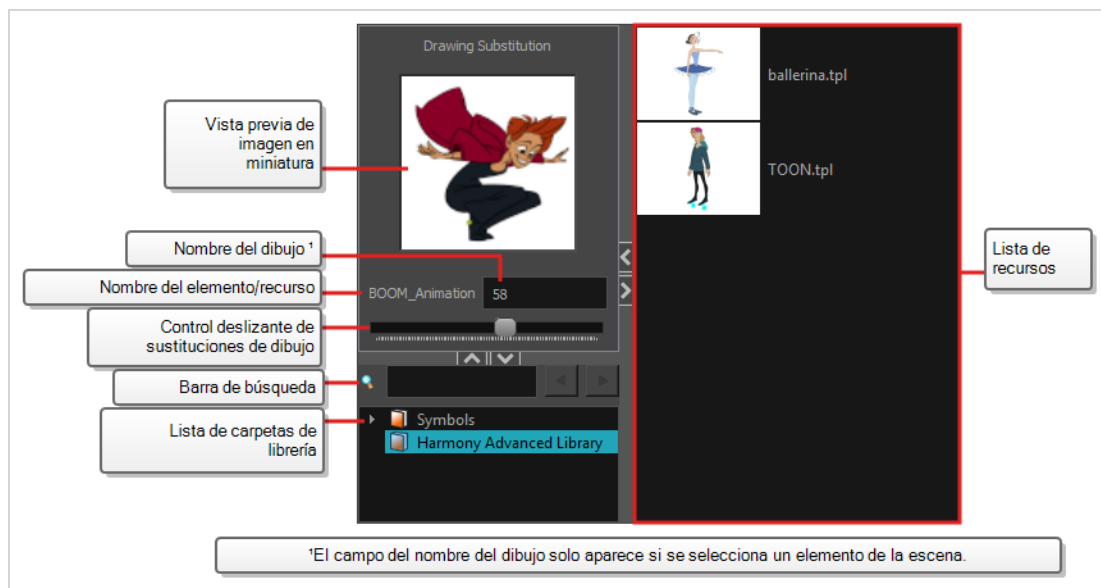 Drawing Substitution
ballerina.tpl
TOON.tpl
Vista previa de
imagen en
miniatura
Nombre del dibujo ¹
Nombre del elemento/recurso
BOOM_Animation 58
Control deslizante de
sustituciones de dibujo
Barra de búsqueda
Lista de carpetas de
librería
Symbols
Harmony Advanced Library
Lista de
recursos
¹El campo del nombre del dibujo solo aparece si se selecciona un elemento de la escena.